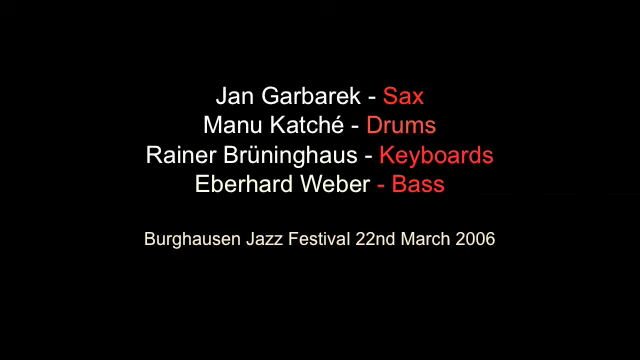 Jan Garbarek - Sax
Manu Katché - Drums
Rainer Brüninghaus - Keyboards
Eberhard Weber - Bass
Burghausen Jazz Festival 22nd March 2006